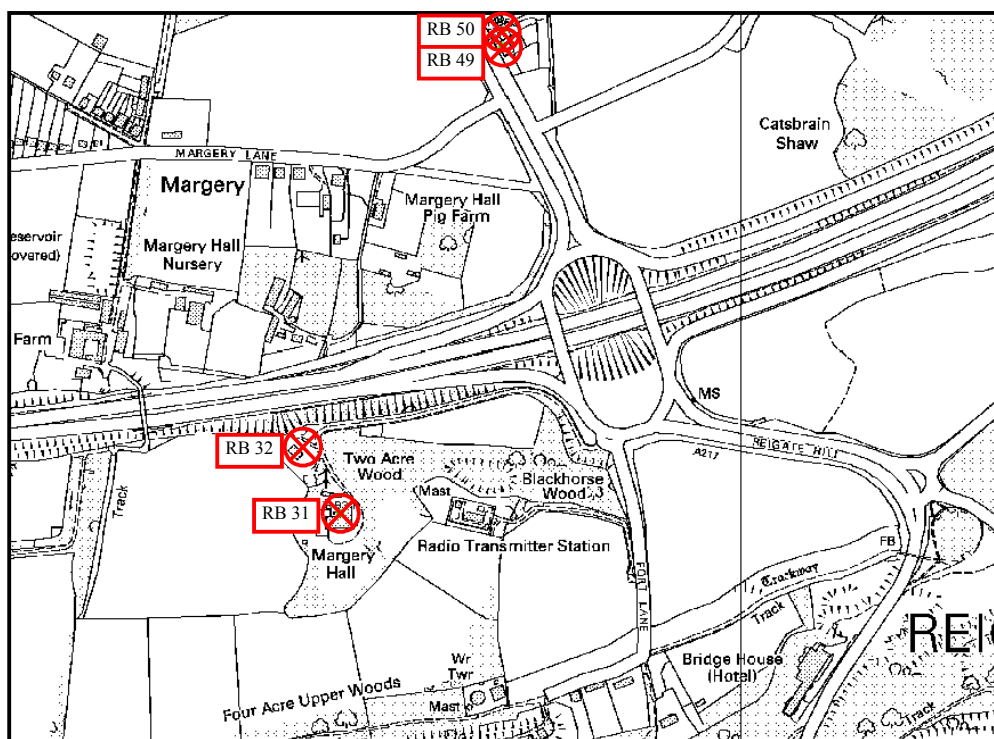 RB 50
RB 49
Catsbrain
Shaw
MARGERY LANE
Margery
Margery Hall
Pig Farm
eservoir
overed)
Margery Hall
Nursery
Farm
MS
REIGATE HILL
A217
RB 32
Two Acre
Wood
Blackhorse
Wood
Mast
RB 31
Radio Transmitter Station
Margery
Hall
Track
FB
FORT LANE
Trackway
Track
REI
Wr
Twr
Bridge House
(Hotel)
Four Acre Upper Woods
Mast
Track